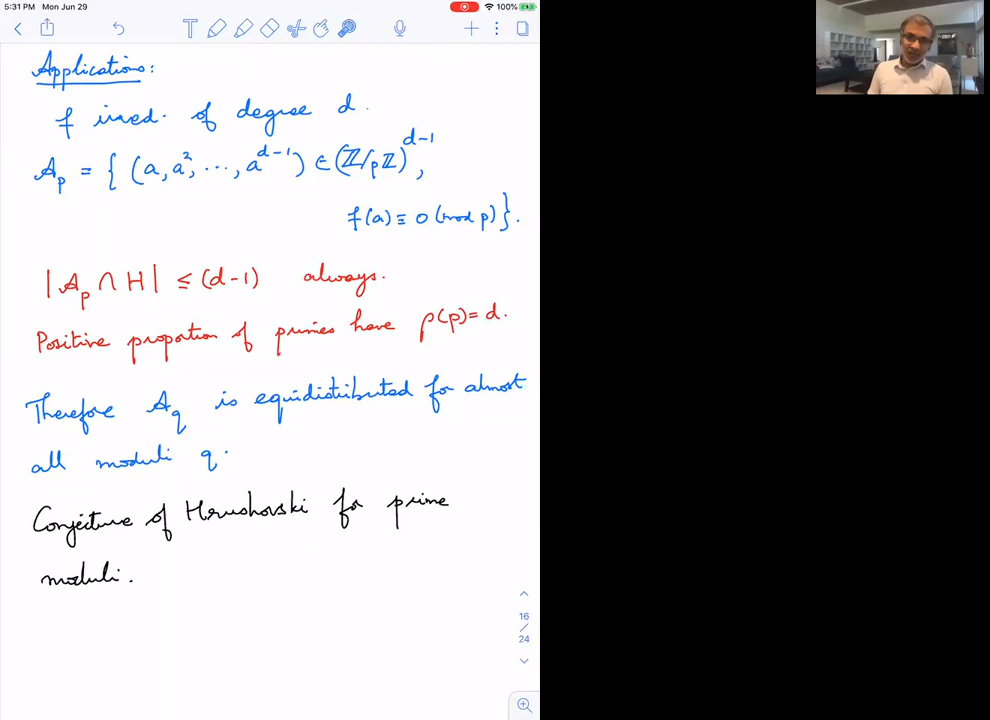 5:31 PM Mon Jun 29
100%
Applications:
f irred. of degree d.
A_p = { (a, a², ..., a^{d-1}) ∈ (ℤ/pℤ)^{d-1},
f(a) ≡ 0 (mod p)}.
|A_p ∩ H| ≤ (d-1) always.
Positive proportion of primes have ρ(p) = d.
Therefore A_q is equidistributed for almost
all moduli q.
Conjecture of Hrushovski for prime
moduli.
16
/
24